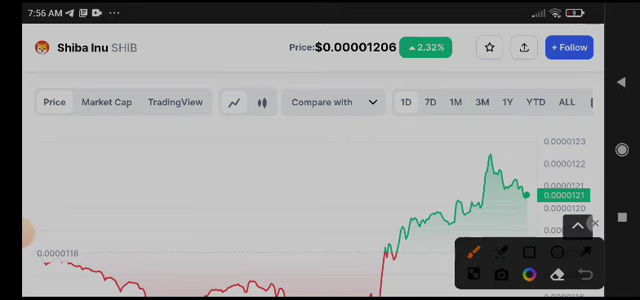 7:56 AM
Shiba Inu SHIB
Price:$0.00001206
2.32%
+ Follow
Price
Market Cap
TradingView
Compare with
1D
7D
1M
3M
1Y
YTD
ALL
0.0000123
0.0000122
0.0000121
0.0000121
0.0000120
0.0000118